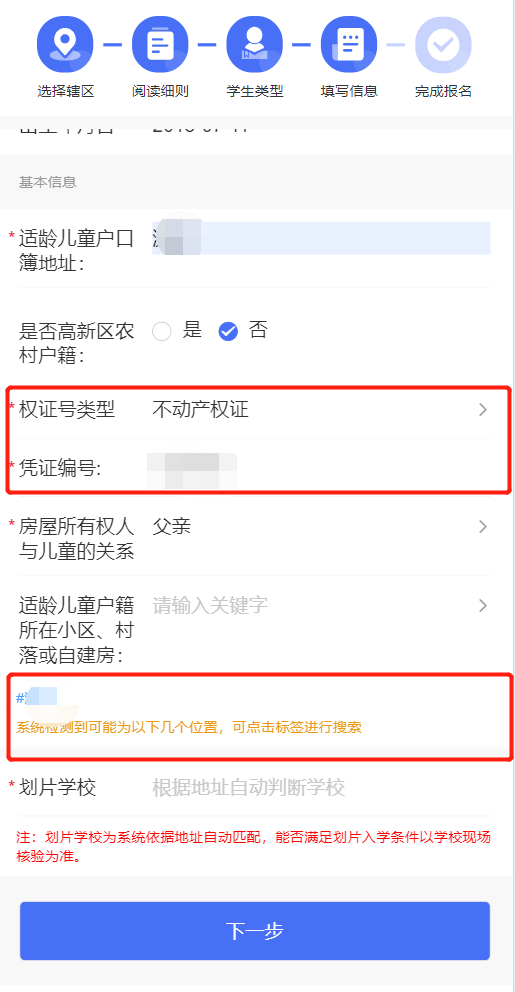 选择辖区 阅读细则 学生类型 填写信息 完成报名
基本信息
*适龄儿童户口
簿地址：
是否高新区农
村户籍：
是 否
*权证号类型 不动产权证
*凭证编号:
*房屋所有权人
与儿童的关系
父亲
适龄儿童户籍
所在小区、村
落或自建房：
请输入关键字
#
系统检测到可能为以下几个位置，可点击标签进行搜索
*划片学校 根据地址自动判断学校
注：划片学校为系统依据地址自动匹配，能否满足划片入学条件以学校现场
核验为准。
下一步